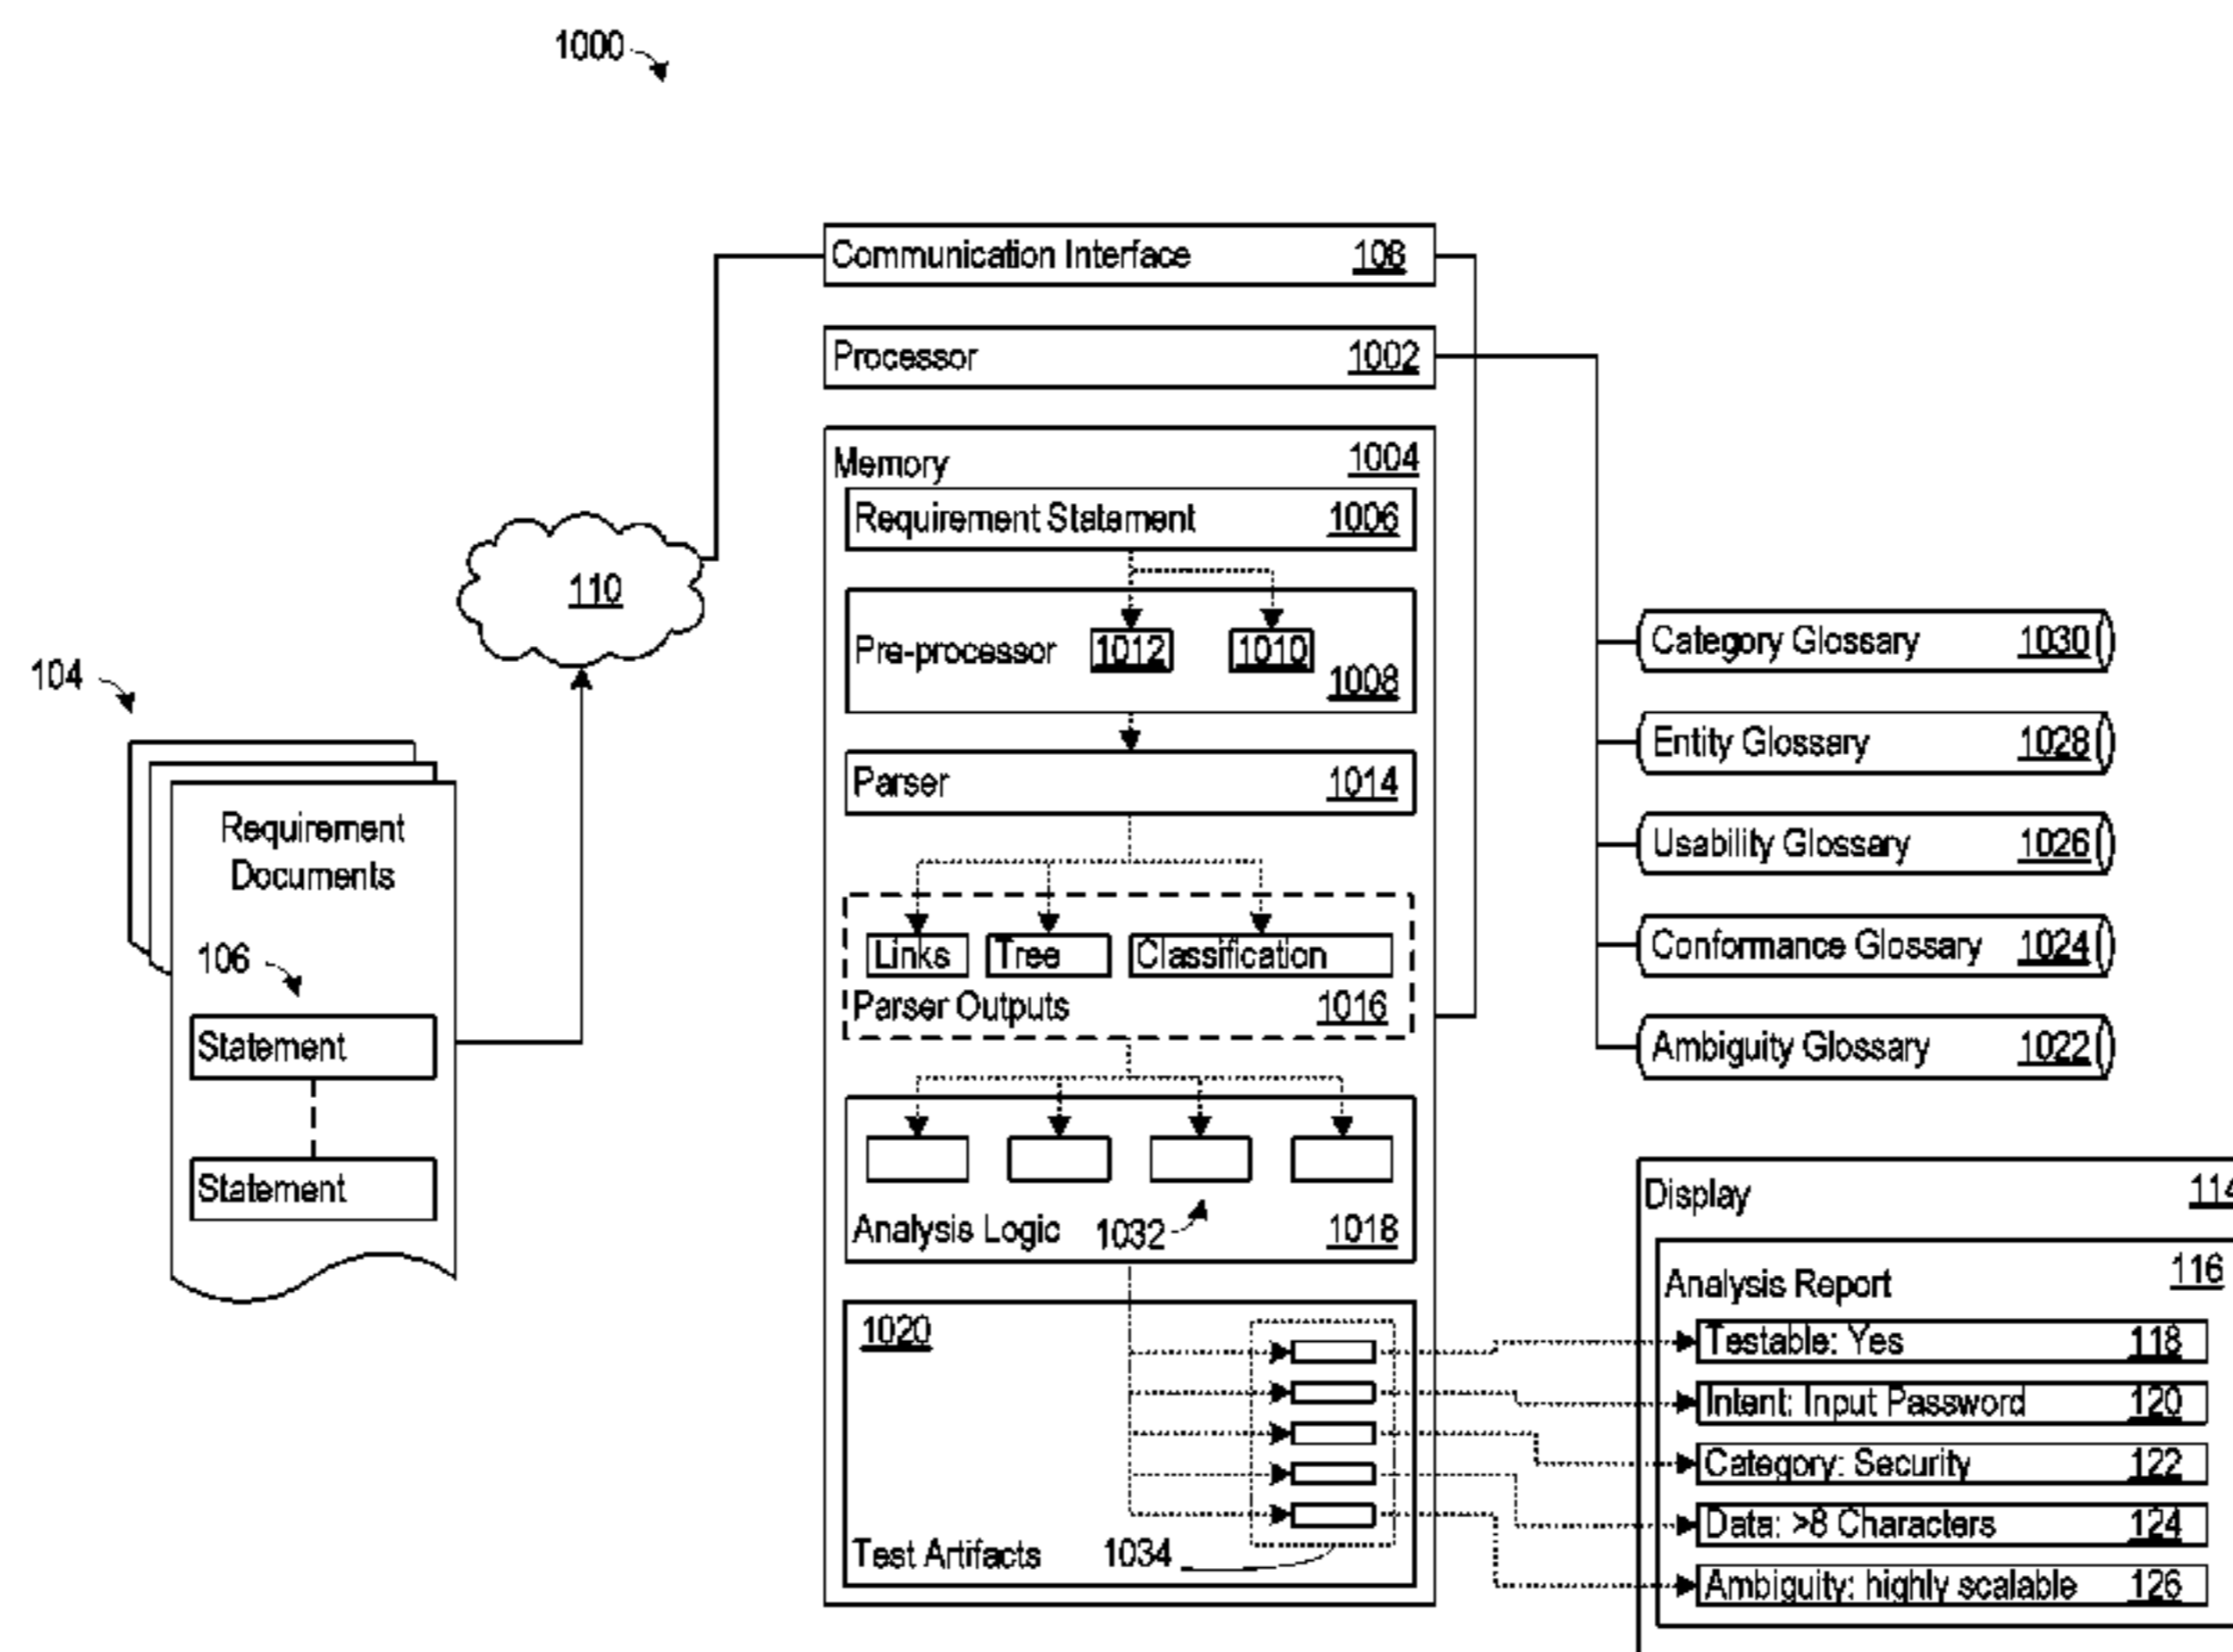 1000
Communication Interface 108
Processor 1002
Memory 1004
Requirement Statement 1006
110
Pre-processor 1012 1010
1008
104
Parser 1014
Requirement
Documents
106
Links Tree Classification
Parser Outputs 1016
Statement
Statement
Analysis Logic 1032 1018
1020
Test Artifacts 1034
Category Glossary 1030
Entity Glossary 1028
Usability Glossary 1026
Conformance Glossary 1024
Ambiguity Glossary 1022
Display 114
Analysis Report 116
Testable: Yes 118
Intent: Input Password 120
Category: Security 122
Data: >8 Characters 124
Ambiguity: highly scalable 126